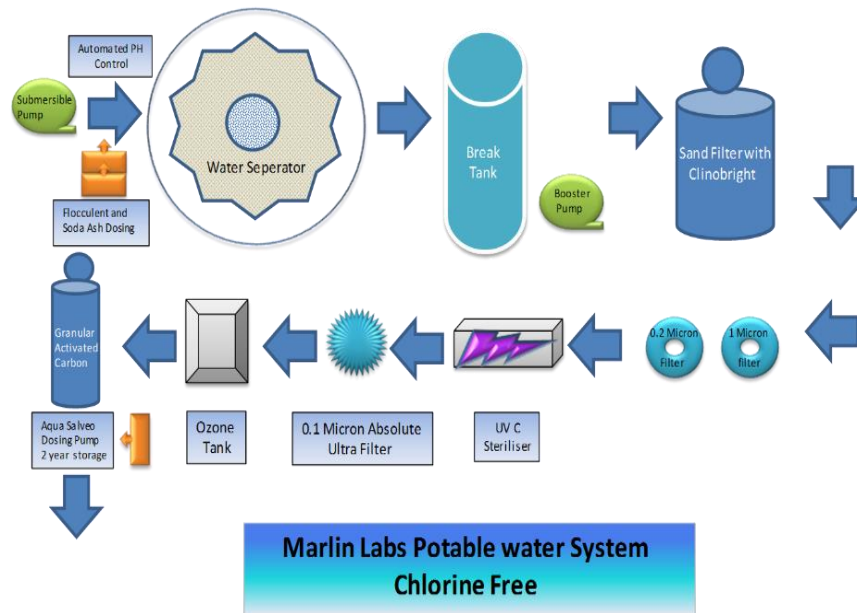 Automated PH
Control
Submersible
Pump
Water Seperator
Flocculent and
Soda Ash Dosing
Break
Tank
Booster
Pump
Sand Filter with
Clinobright
1 Micron
filter
0.2 Micron
Filter
UV C
Steriliser
0.1 Micron Absolute
Ultra Filter
Ozone
Tank
Granular
Activated
Carbon
Aqua Salveo
Dosing Pump
2 year storage
Marlin Labs Potable water System
Chlorine Free